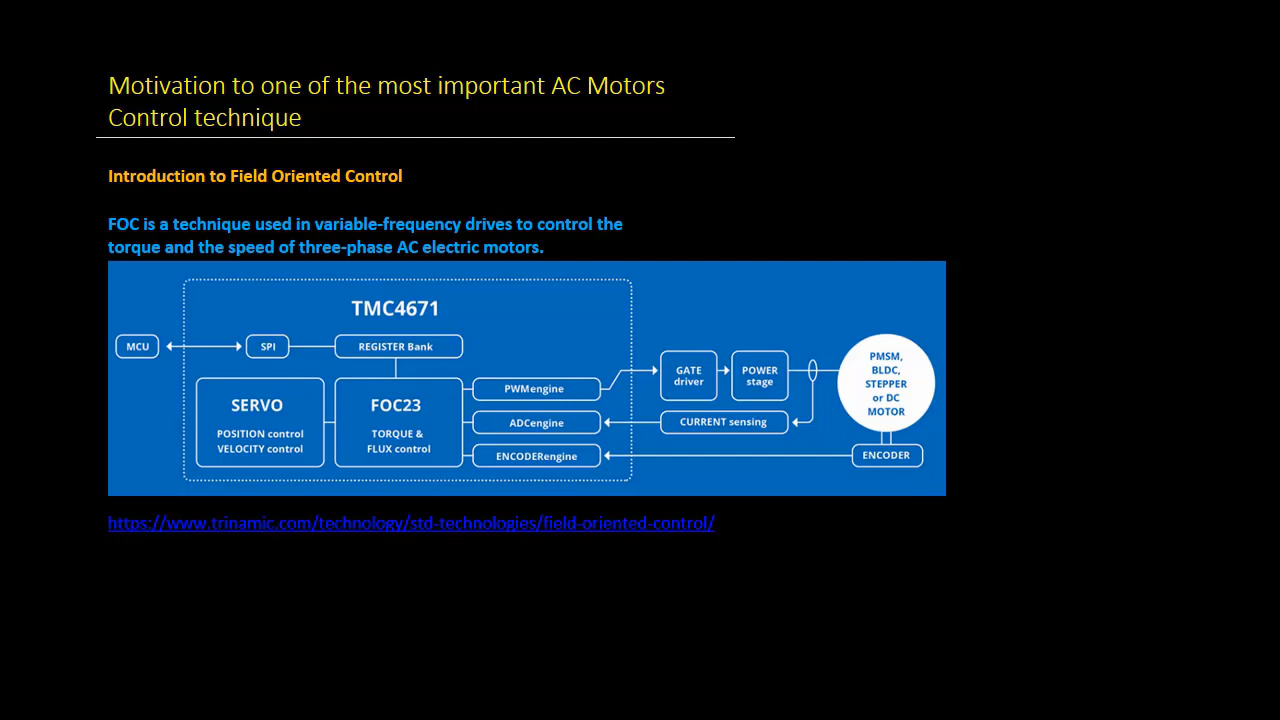 Motivation to one of the most important AC Motors
Control technique
Introduction to Field Oriented Control
FOC is a technique used in variable-frequency drives to control the
torque and the speed of three-phase AC electric motors.
TMC4671
MCU
SPI
REGISTER Bank
SERVO
POSITION control
VELOCITY control
FOC23
TORQUE &
FLUX control
PWMengine
ADCengine
ENCODERengine
GATE
driver
POWER
stage
CURRENT sensing
PMSM,
BLDC,
STEPPER
or DC
MOTOR
ENCODER
https://www.trinamic.com/technology/std-technologies/field-oriented-control/